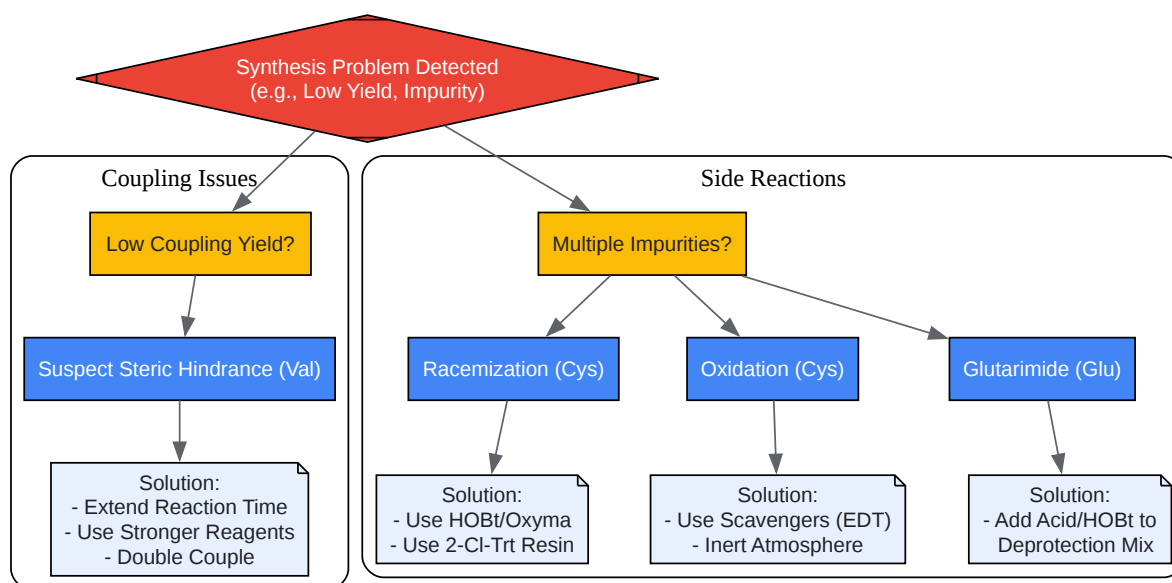 Synthesis Problem Detected
(e.g., Low Yield, Impurity)
Coupling Issues
Side Reactions
Low Coupling Yield?
Multiple Impurities?
Suspect Steric Hindrance (Val)
Racemization (Cys)
Oxidation (Cys)
Glutarimide (Glu)
Solution:
- Extend Reaction Time
- Use Stronger Reagents
- Double Couple
Solution:
- Use HOBt/Oxyma
- Use 2-Cl-Trt Resin
Solution:
- Use Scavengers (EDT)
- Inert Atmosphere
Solution:
- Add Acid/HOBt to
Deprotection Mix